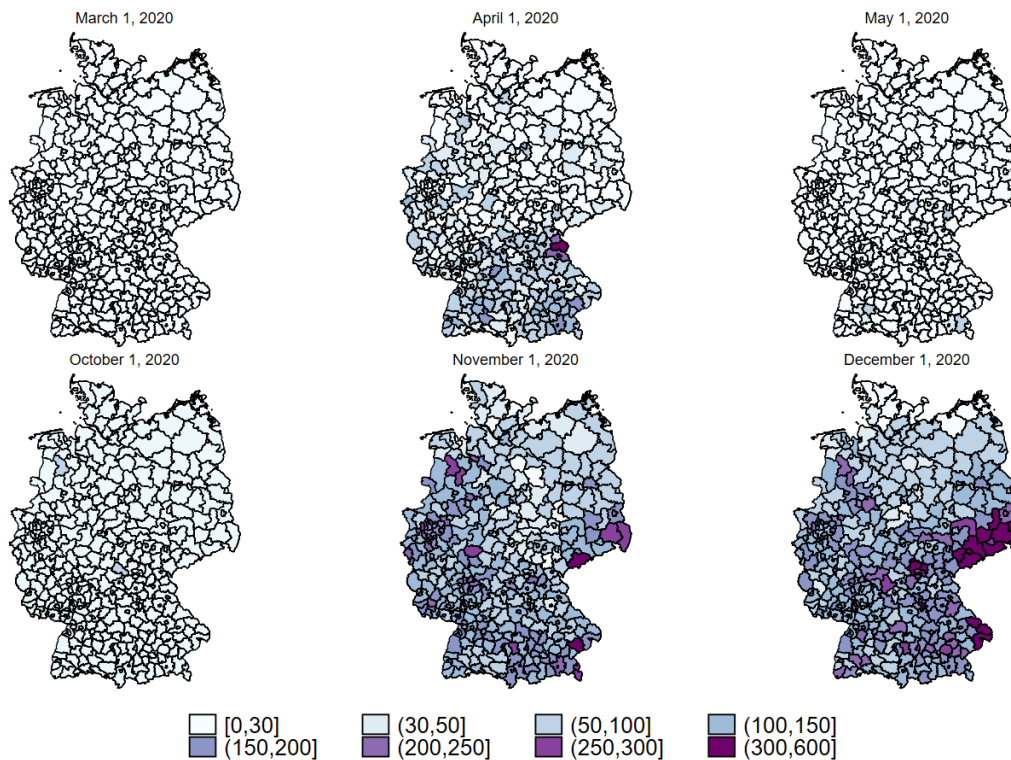 March 1, 2020
April 1, 2020
May 1, 2020
October 1, 2020
November 1, 2020
December 1, 2020
[0,30]
(30,50]
(50,100]
(100,150]
(150,200]
(200,250]
(250,300]
(300,600]